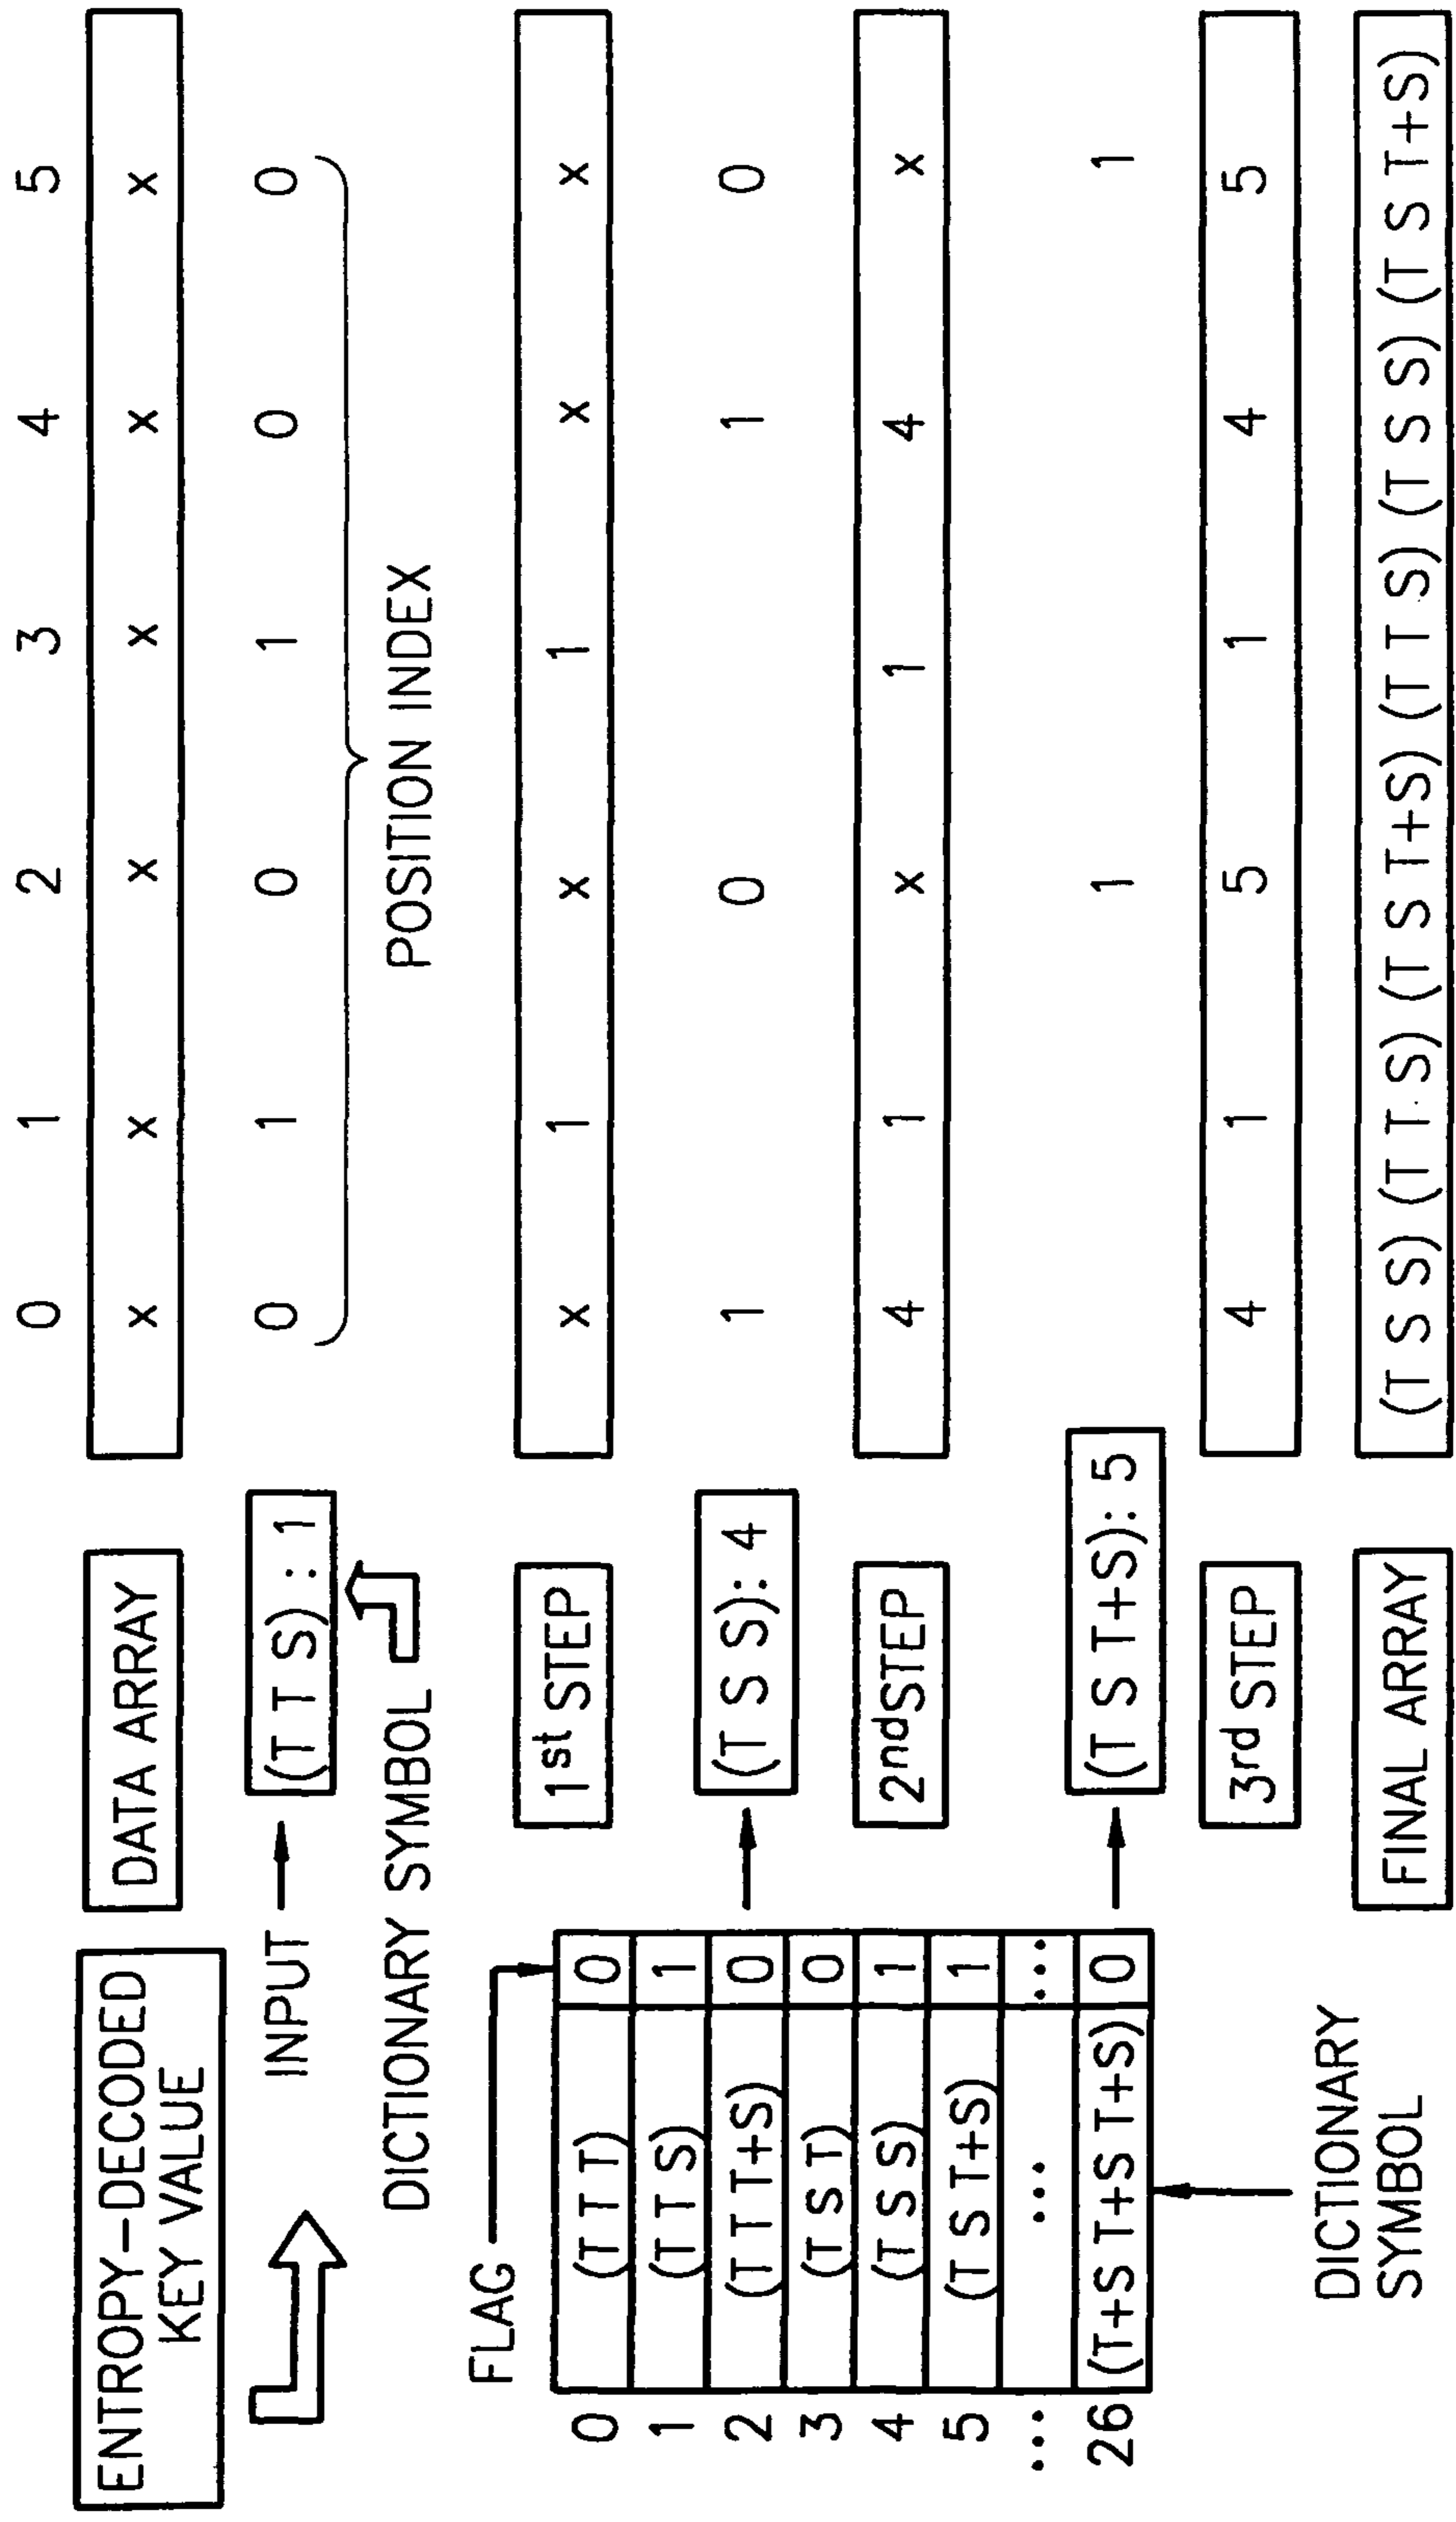 0 1 2 3 4 5
ENTROPY-DECODED
KEY VALUE
DATA ARRAY
x x x x x x
INPUT
(T T S) : 1
0 1 0 1 0 0
DICTIONARY SYMBOL
POSITION INDEX
FLAG
1st STEP
x 1 x 1 x x
0 (T T T) 0
1 (T T S) 1
2 (T T T+S) 0
3 (T S T) 0
4 (T S S) 1
5 (T S T+S) 1
... ... ...
26 (T+S T+S T+S) 0
(T S S): 4
1 0 1 0
2nd STEP
4 1 x 1 4 x
(T S T+S): 5
1 1
3rd STEP
4 1 5 1 4 5
DICTIONARY
SYMBOL
FINAL ARRAY
(T S S) (T T S) (T S T+S) (T T S) (T S S) (T S T+S)